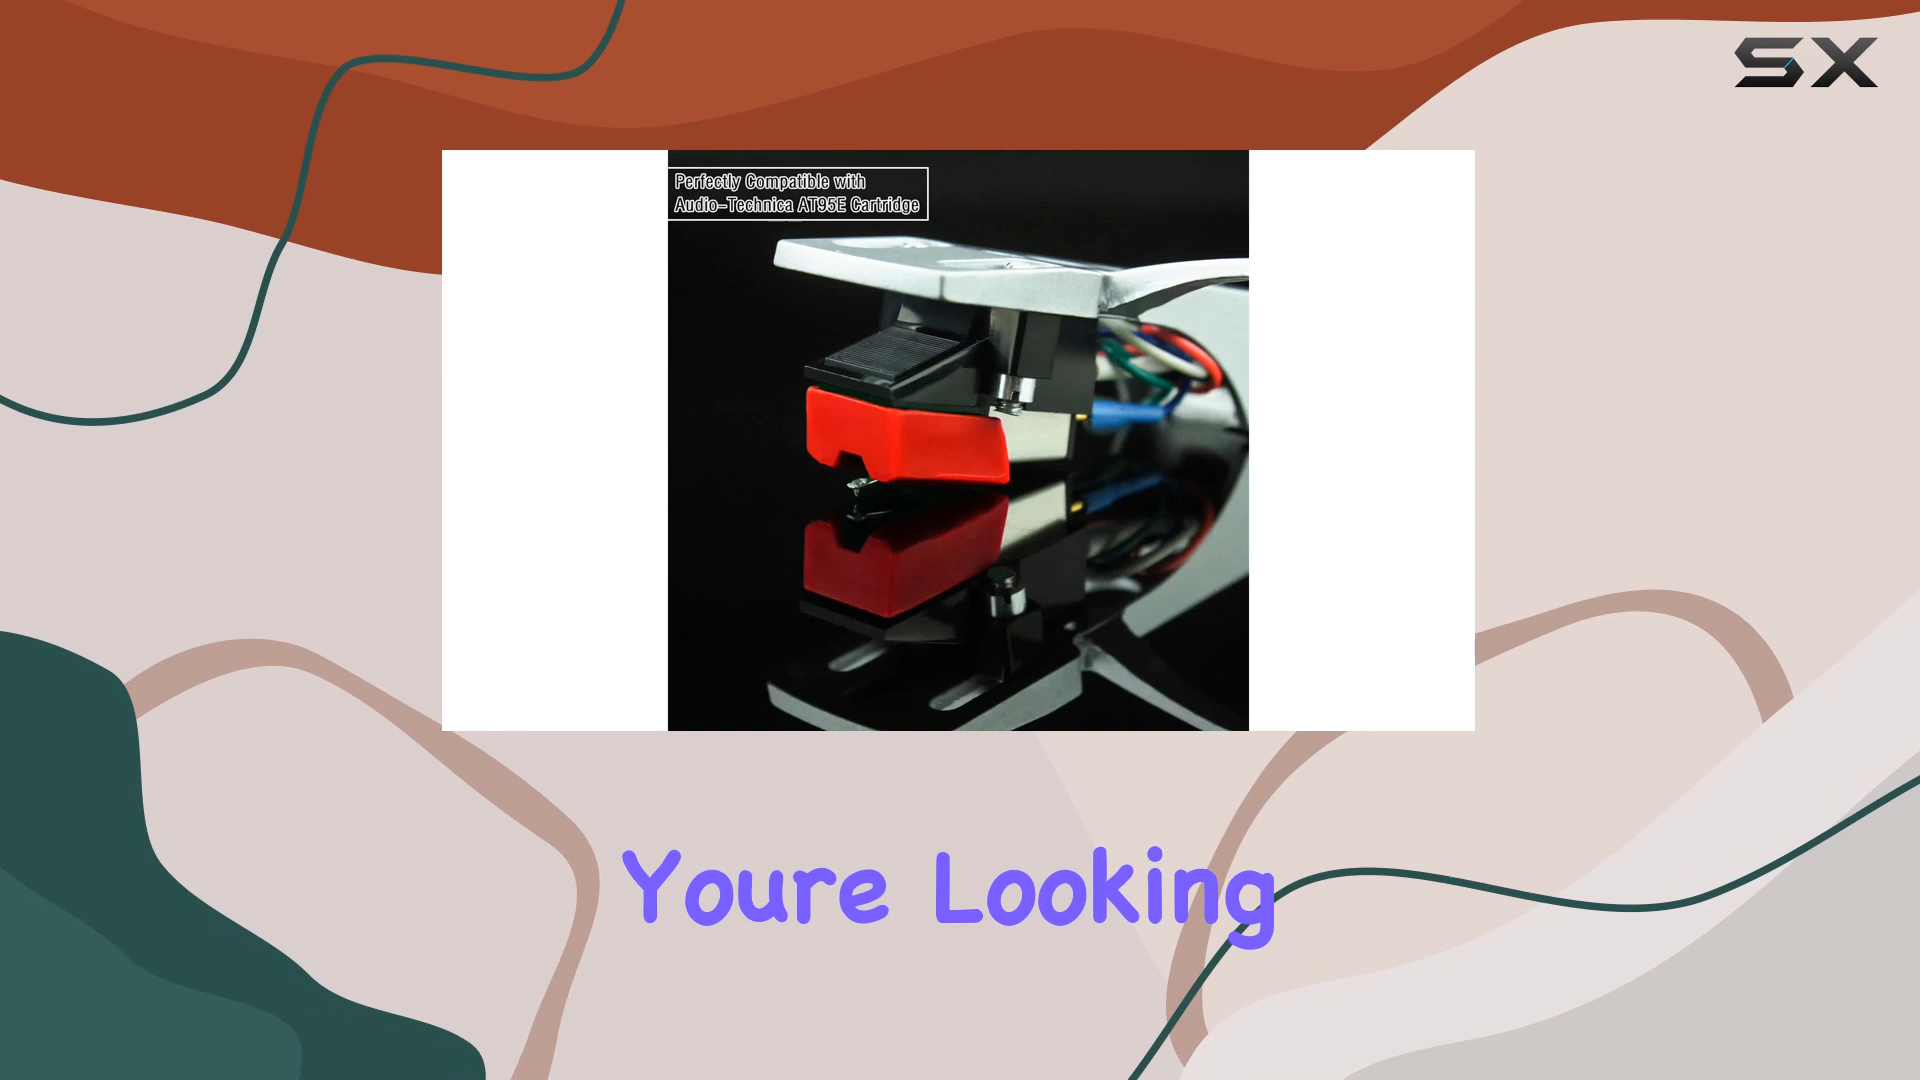 SX
Perfectly Compatible with
Audio-Technica AT95E Cartridge
Youre Looking